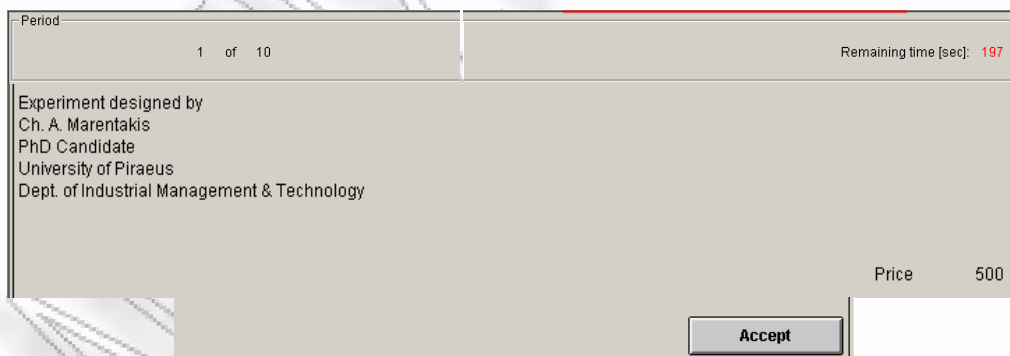 Period
1 of 10
Remaining time [sec]: 197
Experiment designed by
Ch. A. Marentakis
PhD Candidate
University of Piraeus
Dept. of Industrial Management & Technology
Price 500
Accept